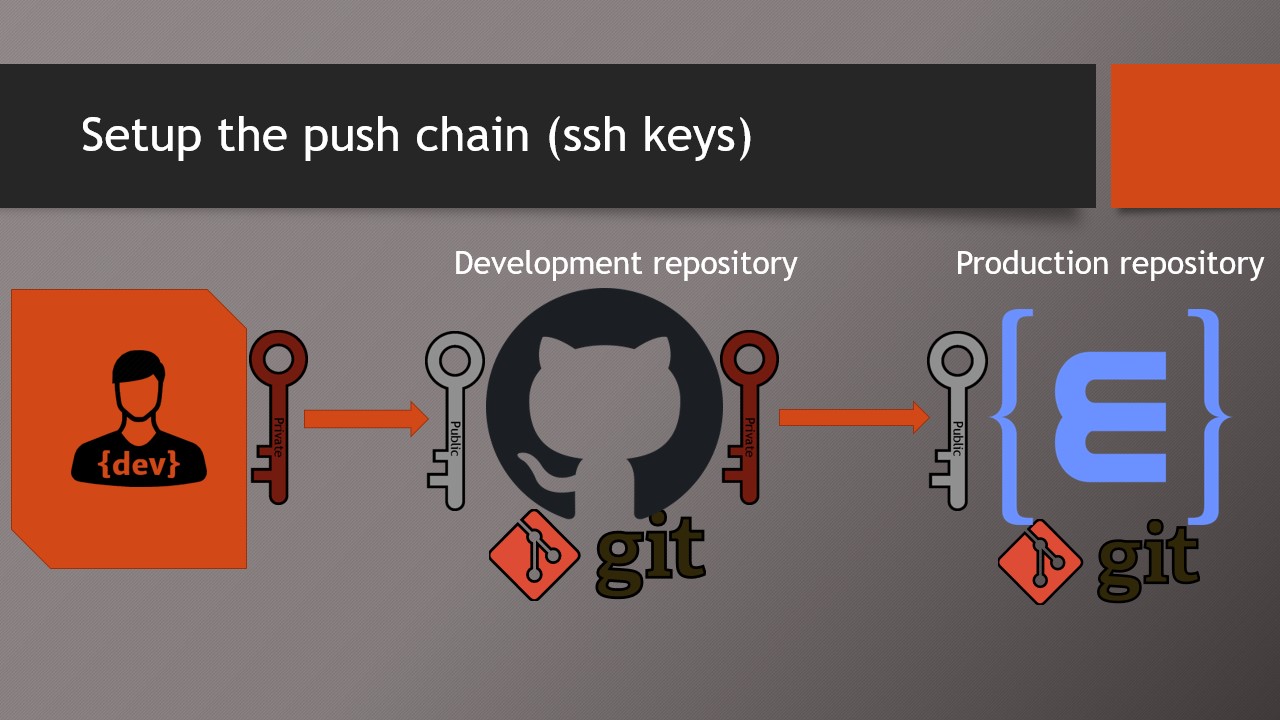 Setup the push chain (ssh keys)
Development repository
Production repository
{dev}
Private
Public
Private
Public
git
git